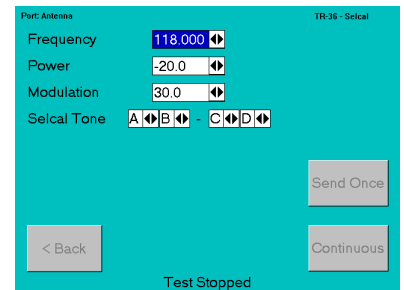 Port: Antenna TR-36 - Selcal
Frequency 118.000
Power -20.0
Modulation 30.0
Selcal Tone A B - C D
Send Once
< Back Continuous
Test Stopped